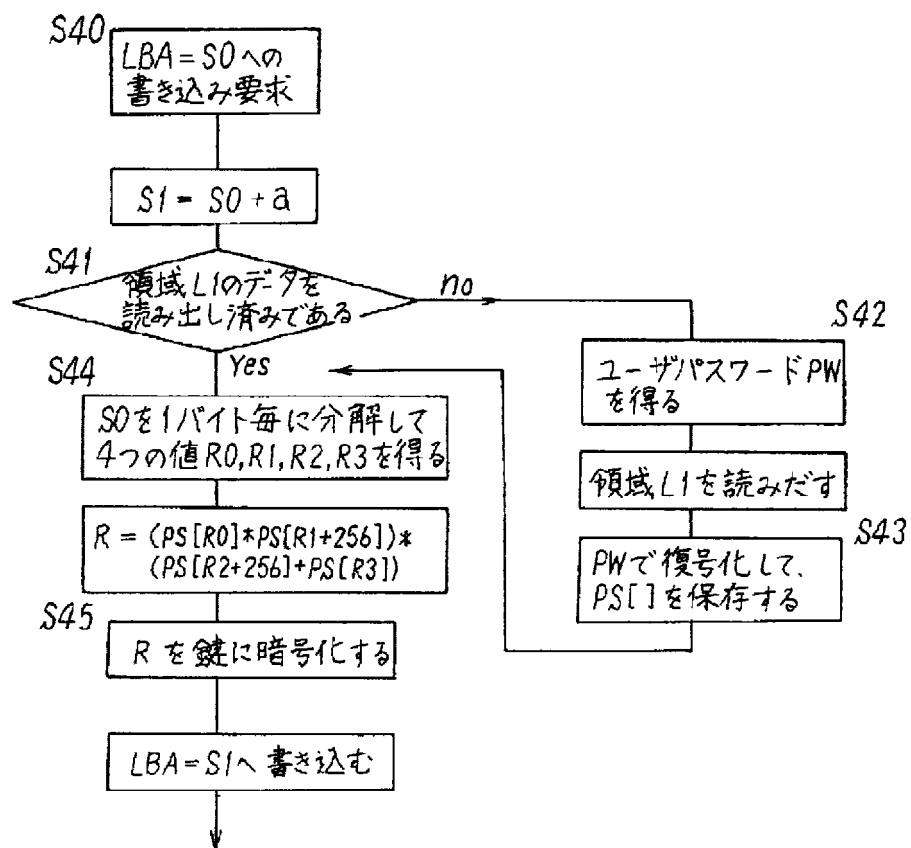 S40
LBA=S0への
書き込み要求
S1=S0+a
S41
領域L1のデータを
読み出し済みである
no
Yes
S42
ユーザパスワードPW
を得る
領域L1を読みだす
S43
PWで復号化して、
PS[]を保存する
S44
S0を1バイト毎に分解して
4つの値R0,R1,R2,R3を得る
R=(PS[R0]*PS[R1+256])*
(PS[R2+256]+PS[R3])
S45
Rを鍵に暗号化する
LBA=S1へ書き込む